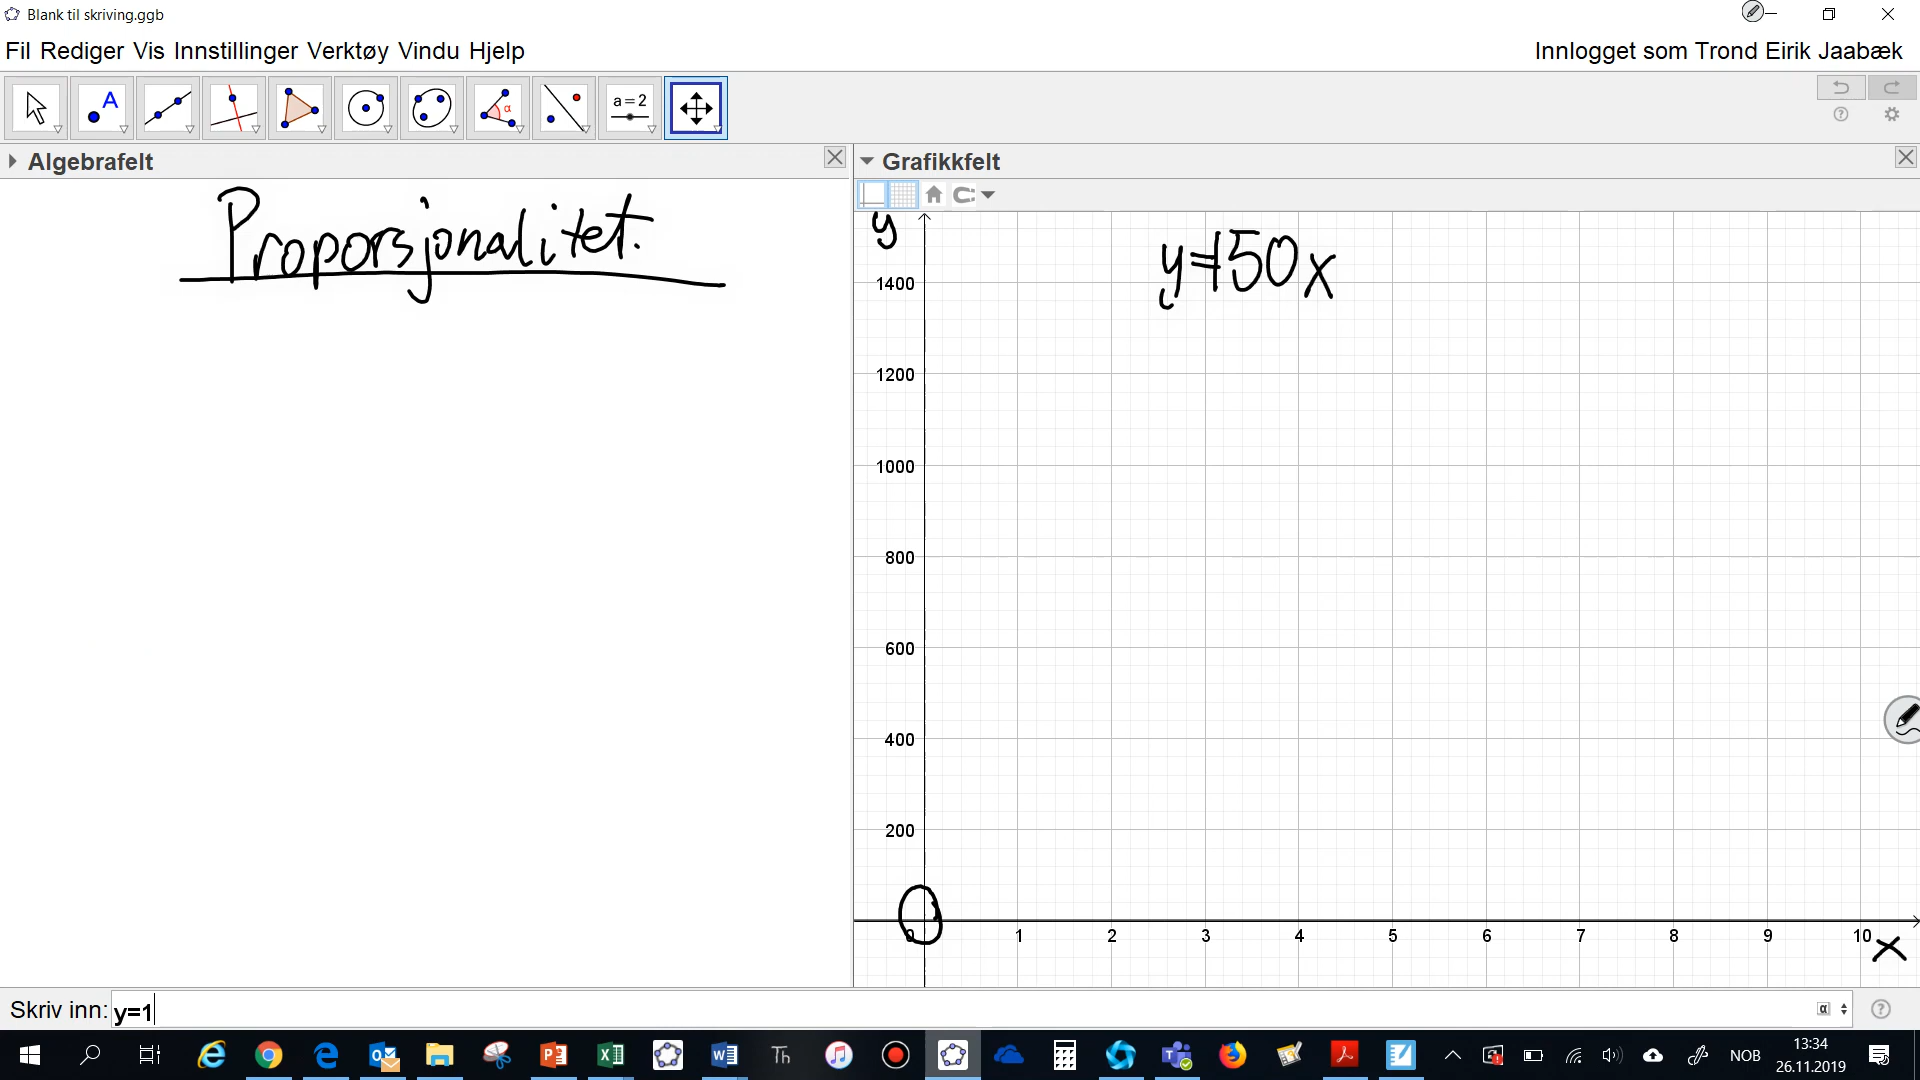 Blank til skriving.ggb
Fil Rediger Vis Innstillinger Verktøy Vindu Hjelp
Innlogget som Trond Eirik Jaabæk
A
α
a = 2
Algebrafelt
Grafikkfelt
Proporsjonalitet.
y
y=150x
1400
1200
1000
800
600
400
200
0
1 2 3 4 5 6 7 8 9 10
x
Skriv inn: y=1
α
Th
NOB
13:34
26.11.2019